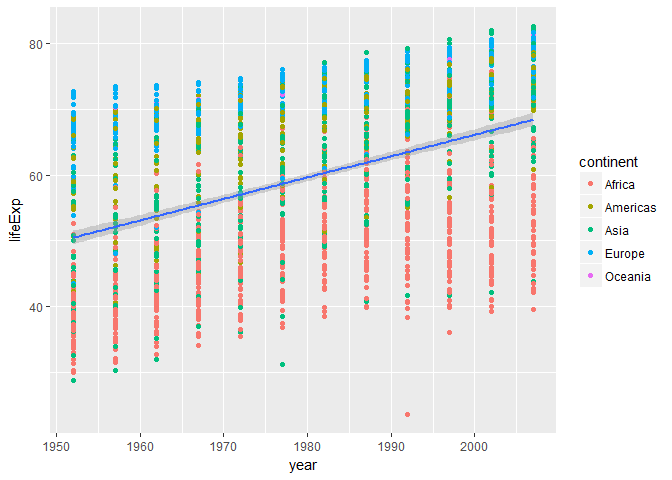 80
60
40
lifeExp
1950 1960 1970 1980 1990 2000
year
continent
Africa
Americas
Asia
Europe
Oceania